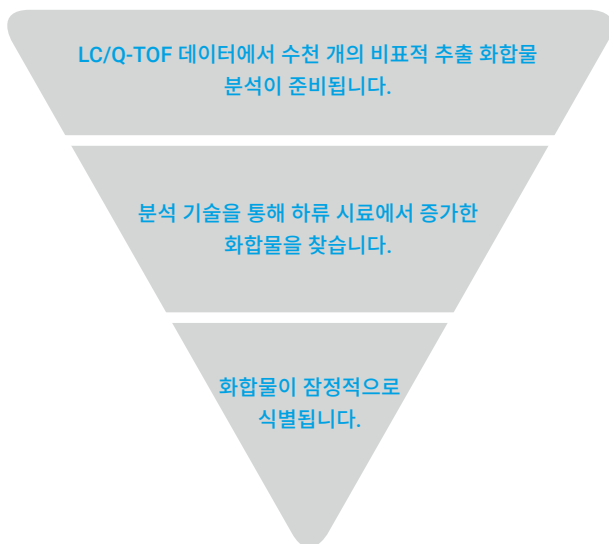 LC/Q-TOF 데이터에서 수천 개의 비표적 추출 화합물
분석이 준비됩니다.
분석 기술을 통해 하류 시료에서 증가한
화합물을 찾습니다.
화합물이 잠정적으로
식별됩니다.